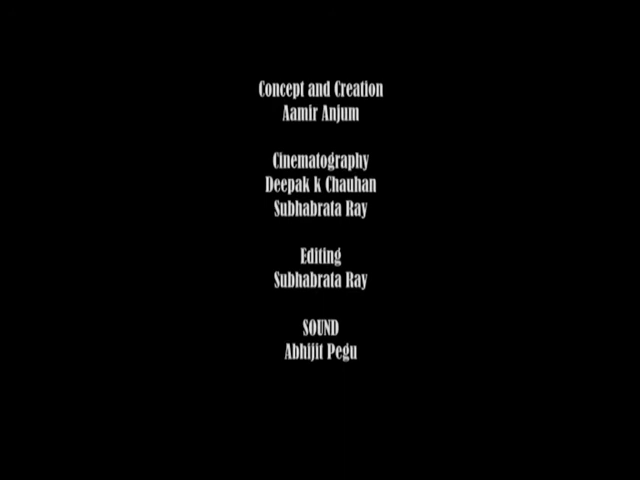 Concept and Creation
Aamir Anjum
Cinematography
Deepak k Chauhan
Subhabrata Ray
Editing
Subhabrata Ray
SOUND
Abhijit Pegu